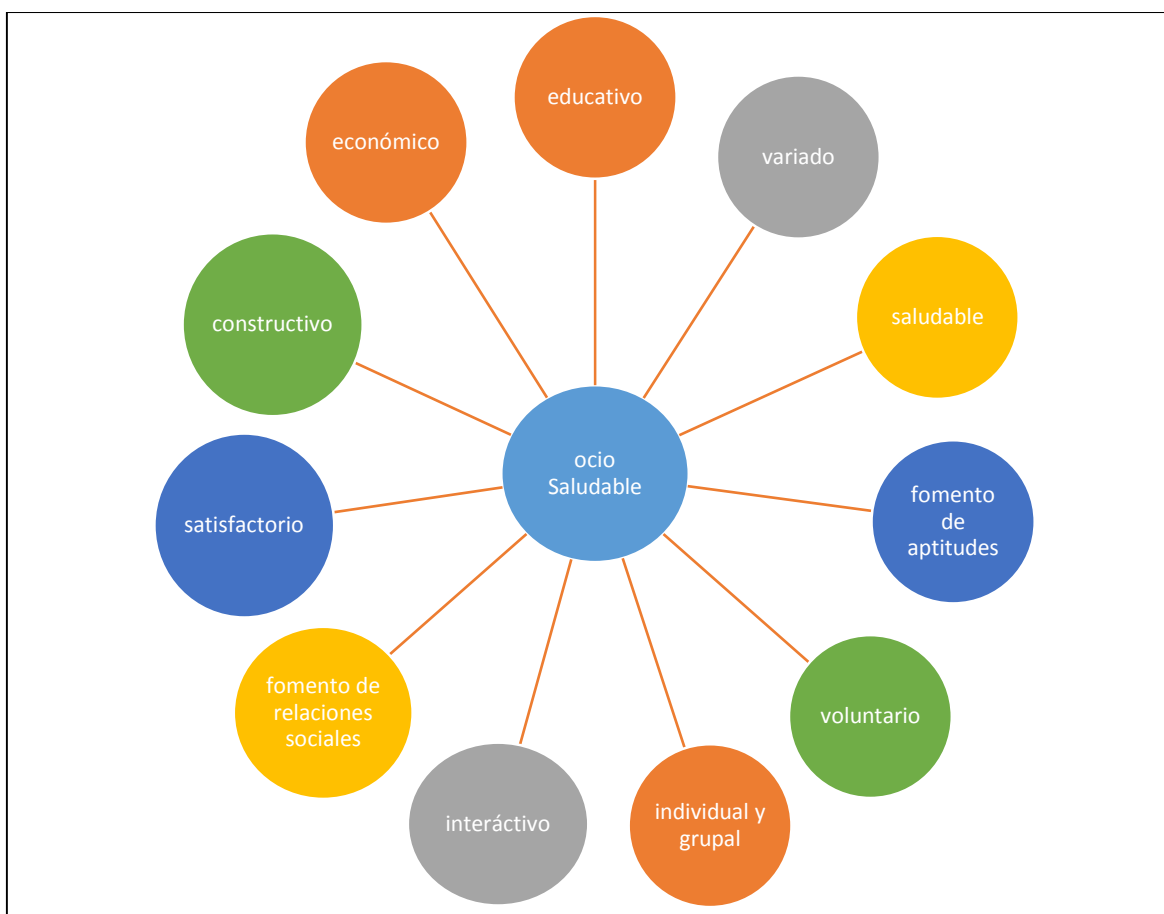 educativo
económico
variado
saludable
constructivo
ocio
Saludable
fomento
de
aptitudes
satisfactorio
fomento de
relaciones
sociales
voluntario
interáctivo
individual y
grupal